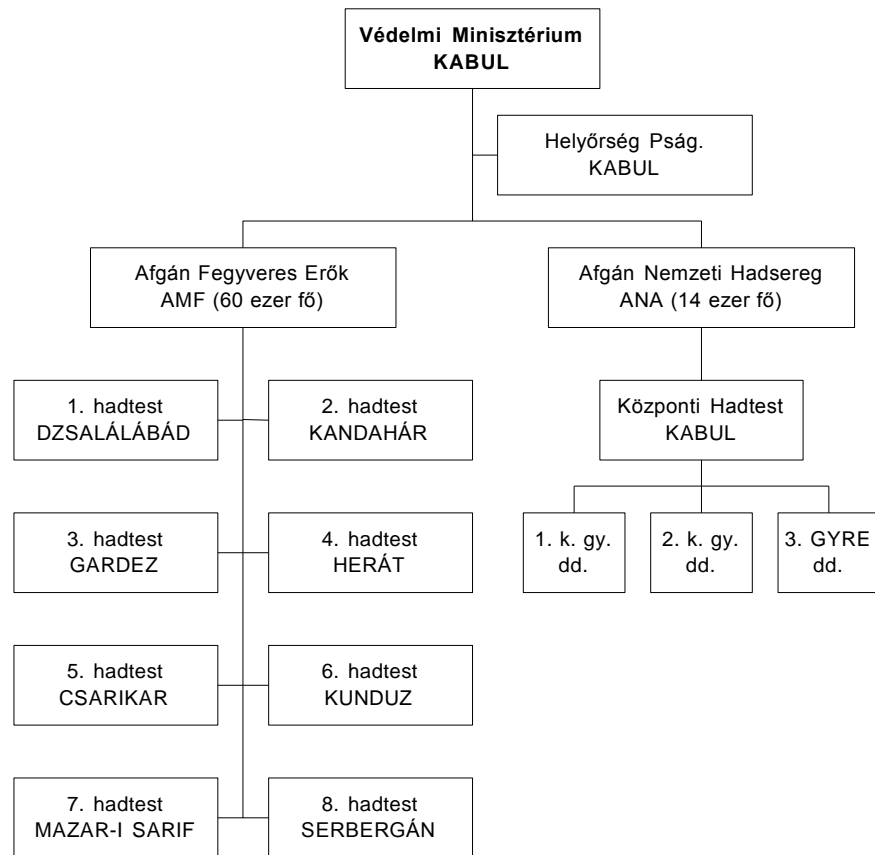 Védelmi Minisztérium
KABUL
Helyőrség Pság.
KABUL
Afgán Fegyveres Erők
AMF (60 ezer fő)
Afgán Nemzeti Hadsereg
ANA (14 ezer fő)
1. hadtest
DZSALÁLÁBÁD
2. hadtest
KANDAHÁR
Központi Hadtest
KABUL
3. hadtest
GARDEZ
4. hadtest
HERÁT
1. k. gy.
dd.
2. k. gy.
dd.
3. GYRE
dd.
5. hadtest
CSARIKAR
6. hadtest
KUNDUZ
7. hadtest
MAZAR-I SARIF
8. hadtest
SERBERGÁN